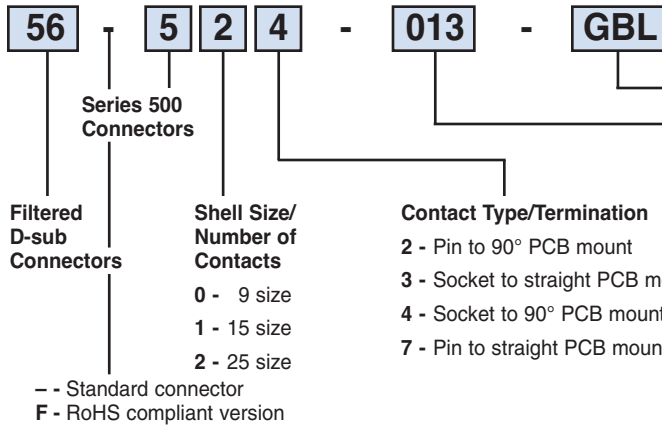 56 - 5 2 4 - 013 - GBL
Series 500
Connectors
Filtered
D-sub
Connectors
Shell Size/
Number of
Contacts
0 - 9 size
1 - 15 size
2 - 25 size
Contact Type/Termination
2 - Pin to 90° PCB mount
3 - Socket to straight PCB
4 - Socket to 90° PCB mount
7 - Pin to straight PCB moun
– - Standard connector
F - RoHS compliant version